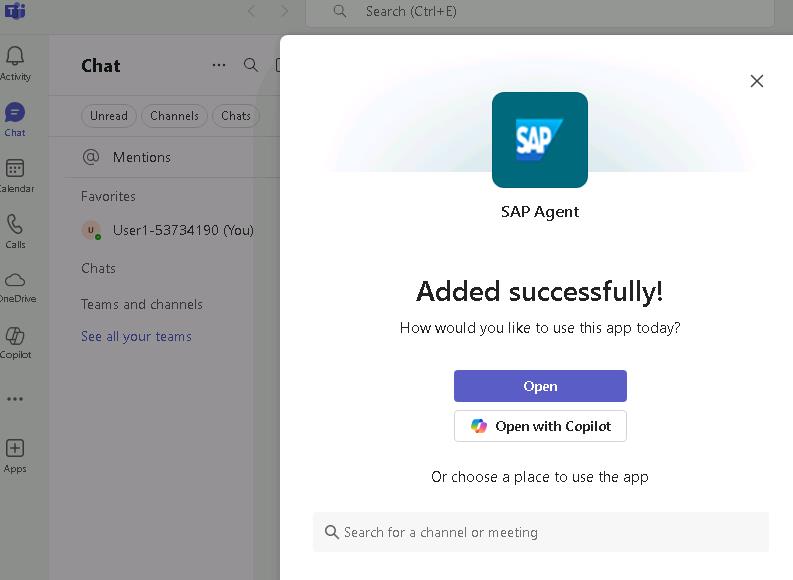 Search (Ctrl+E)
Activity
Chat
Calendar
Calls
OneDrive
Copilot
Apps
Chat
Unread
Channels
Chats
Mentions
Favorites
U
User1-53734190 (You)
Chats
Teams and channels
See all your teams
SAP
SAP Agent
Added successfully!
How would you like to use this app today?
Open
Open with Copilot
Or choose a place to use the app
Search for a channel or meeting